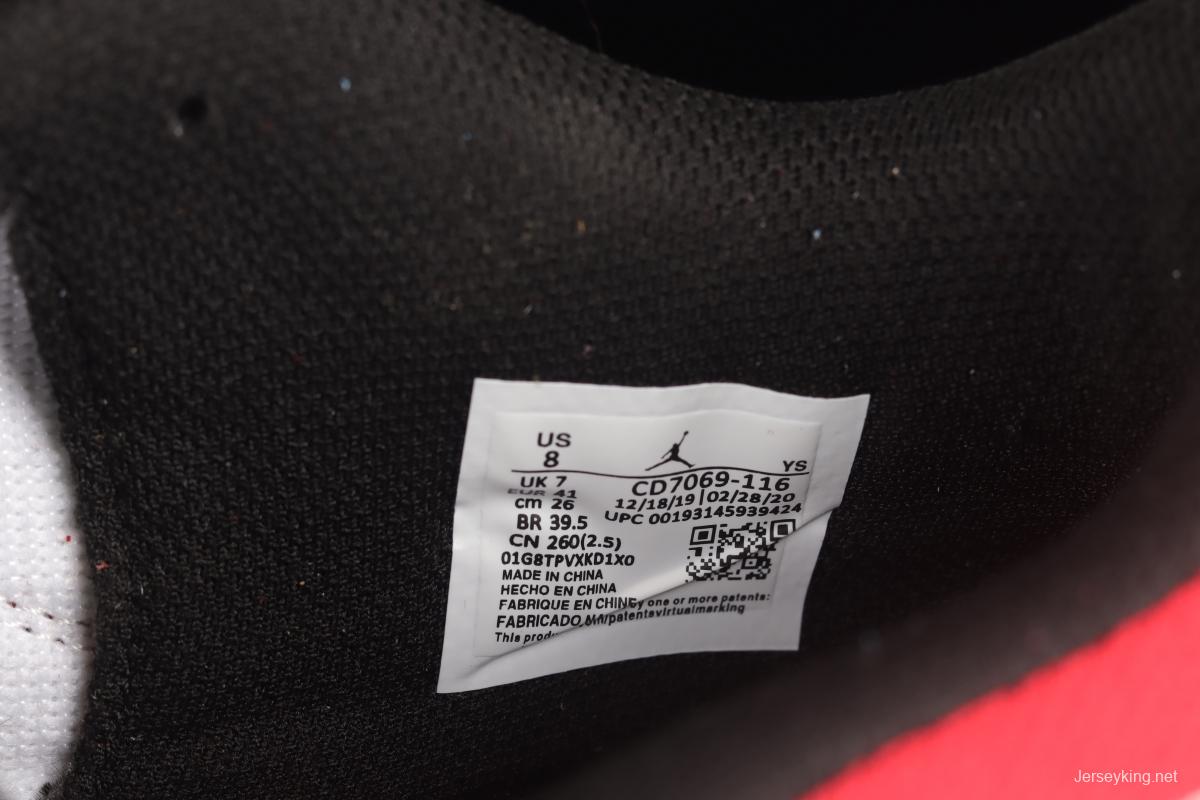 US
8
YS
UK 7
EUR 41
cm 26
BR 39.5
CN 260(2.5)
01G8TPVXKD1X0
CD7069-116
12/18/19 | 02/28/20
UPC 00193145939424
MADE IN CHINA
HECHO EN CHINA
FABRIQUE EN CHINE
FABRICADO
This
y one or more patents:
/patentsvirtualmarking
Jerseyking.net